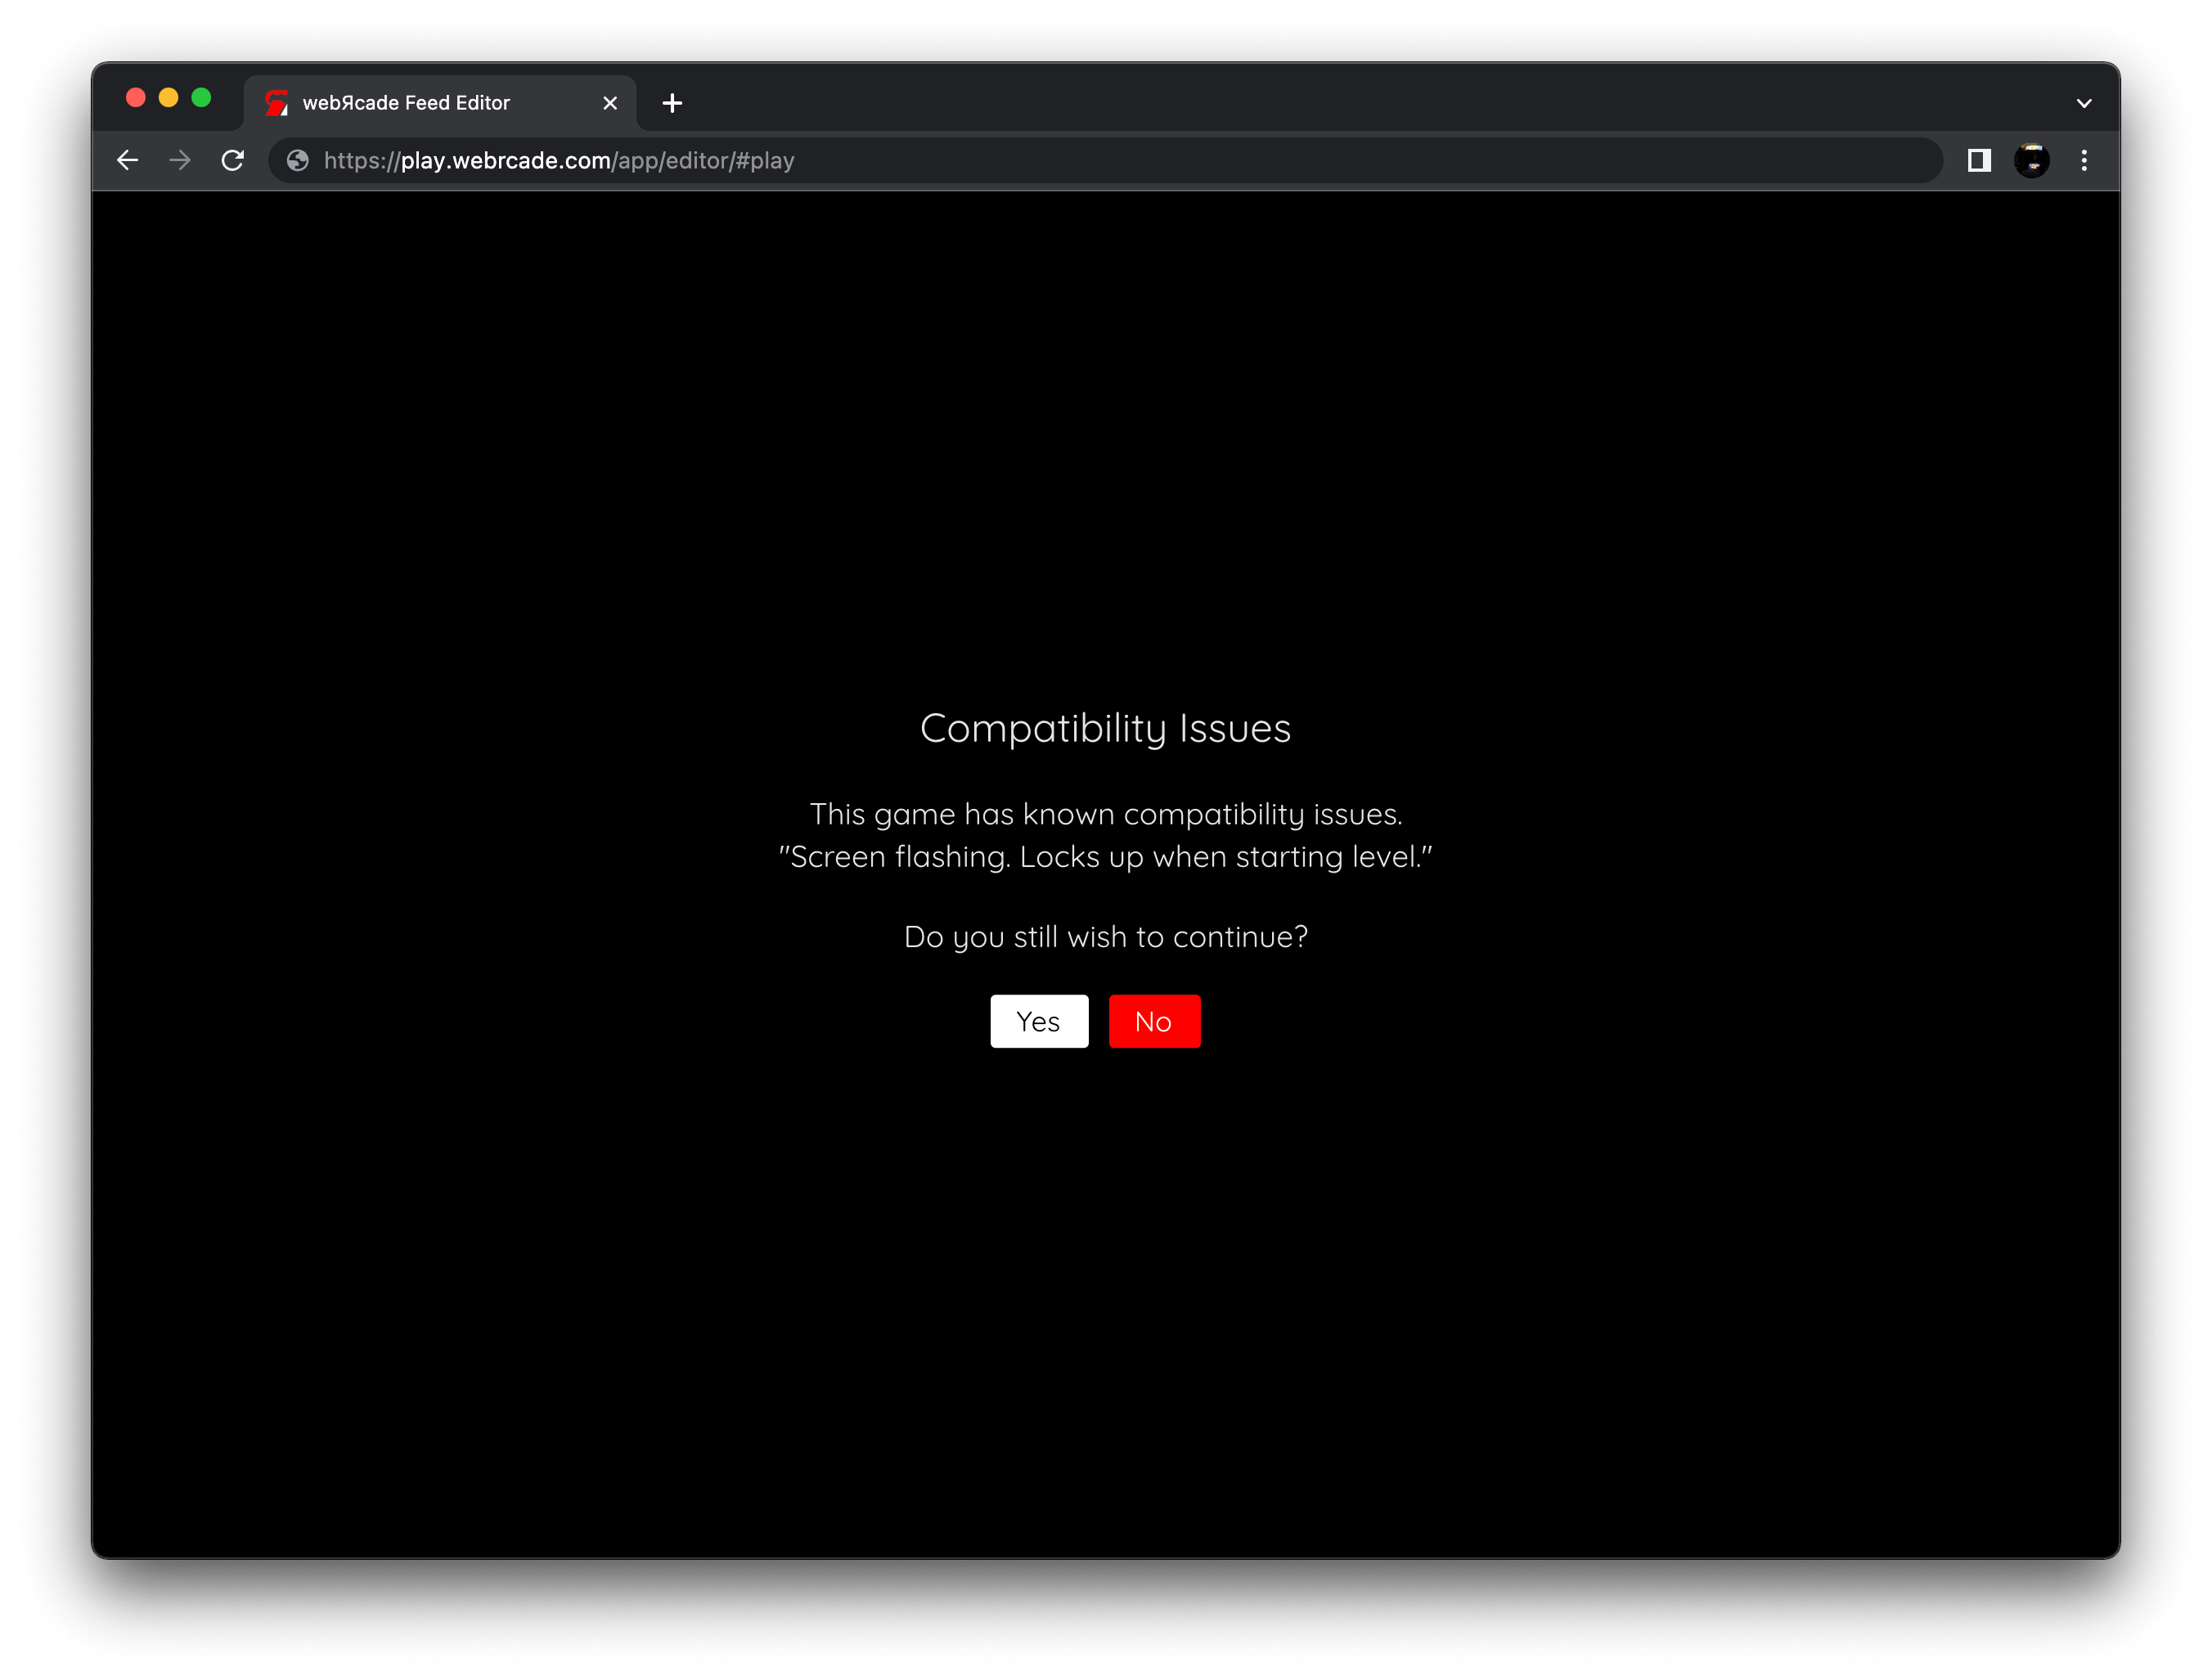 webЯcade Feed Editor
https://play.webrcade.com/app/editor/#play
Compatibility Issues
This game has known compatibility issues.
"Screen flashing. Locks up when starting level."
Do you still wish to continue?
Yes No